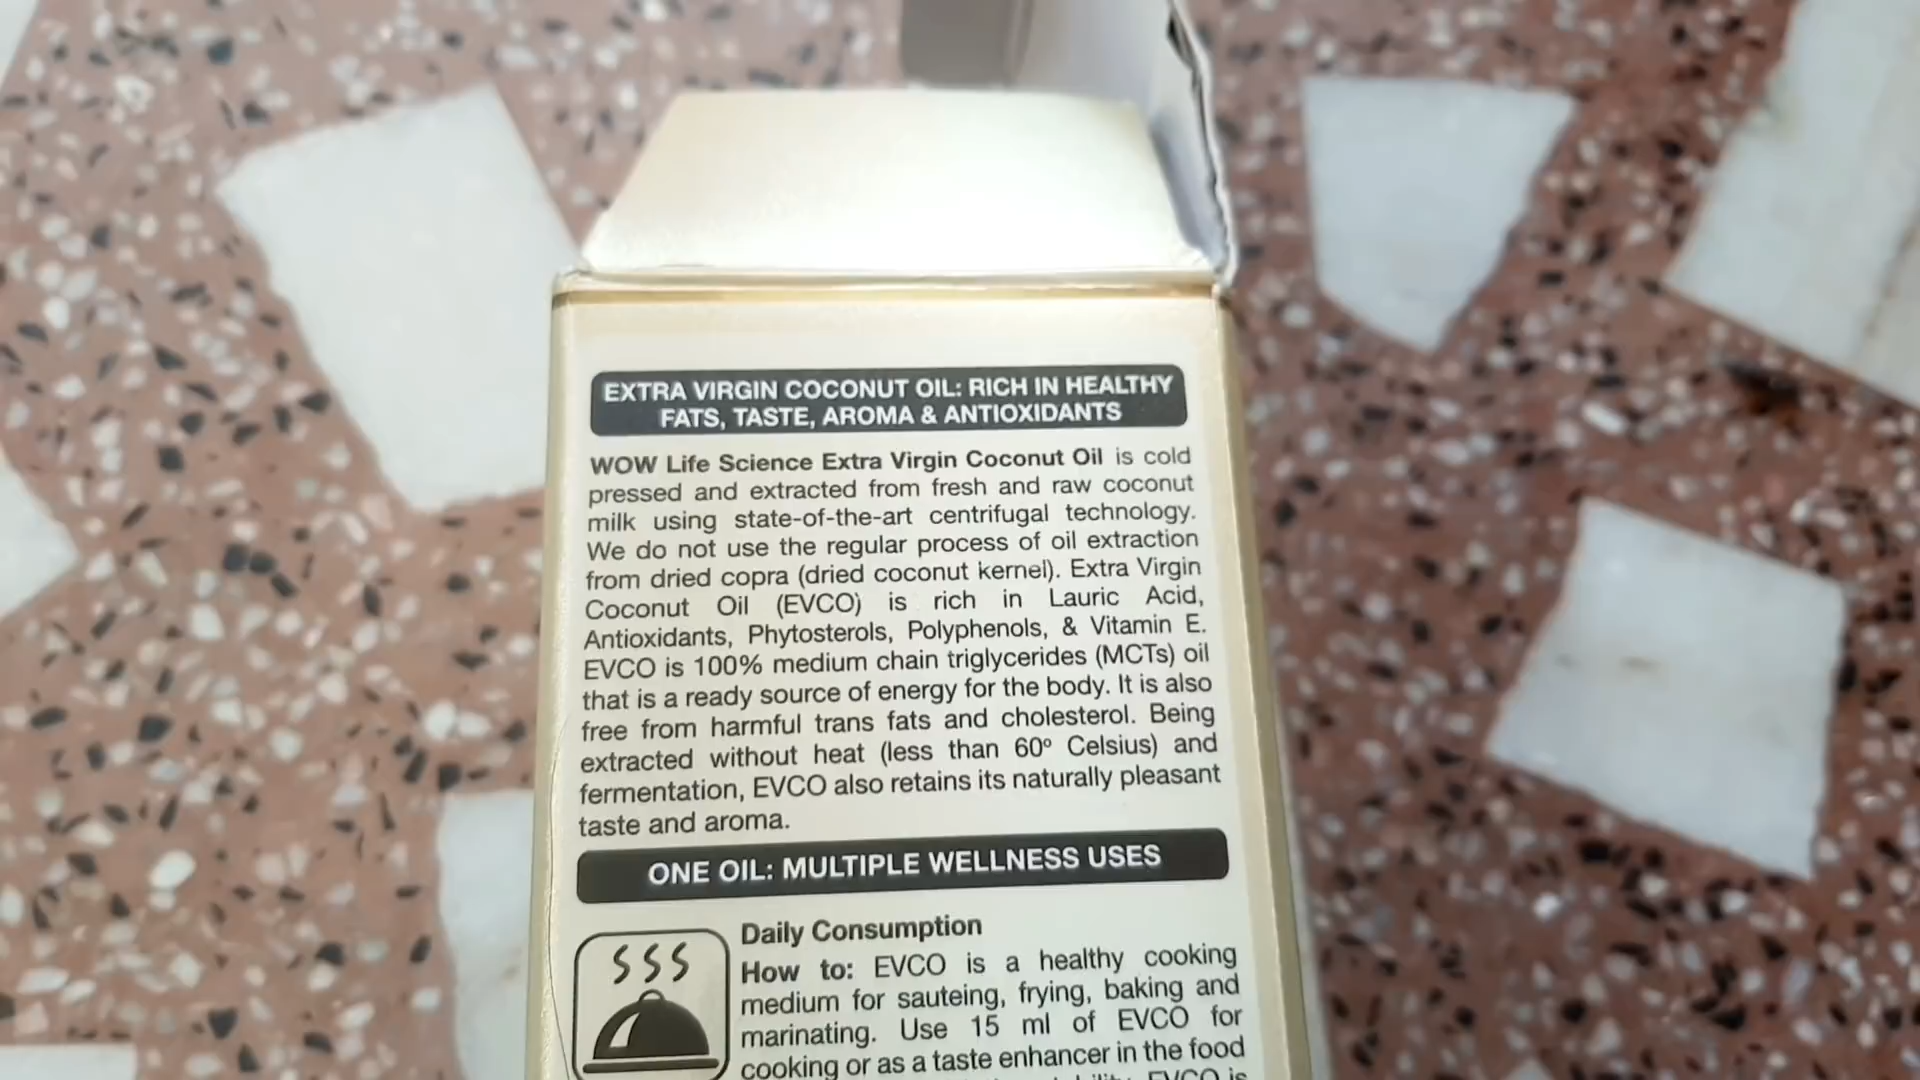 EXTRA VIRGIN COCONUT OIL: RICH IN HEALTHY
FATS, TASTE, AROMA & ANTIOXIDANTS
WOW Life Science Extra Virgin Coconut Oil is cold
pressed and extracted from fresh and raw coconut
milk using state-of-the-art centrifugal technology.
We do not use the regular process of oil extraction
from dried copra (dried coconut kernel). Extra Virgin
Coconut Oil (EVCO) is rich in Lauric Acid,
Antioxidants, Phytosterols, Polyphenols, & Vitamin E.
EVCO is 100% medium chain triglycerides (MCTs) oil
that is a ready source of energy for the body. It is also
free from harmful trans fats and cholesterol. Being
extracted without heat (less than 60º Celsius) and
fermentation, EVCO also retains its naturally pleasant
taste and aroma.
ONE OIL: MULTIPLE WELLNESS USES
Daily Consumption
How to: EVCO is a healthy cooking
medium for sauteing, frying, baking and
marinating. Use 15 ml of EVCO for
cooking or as a taste enhancer in the food
EVCO is